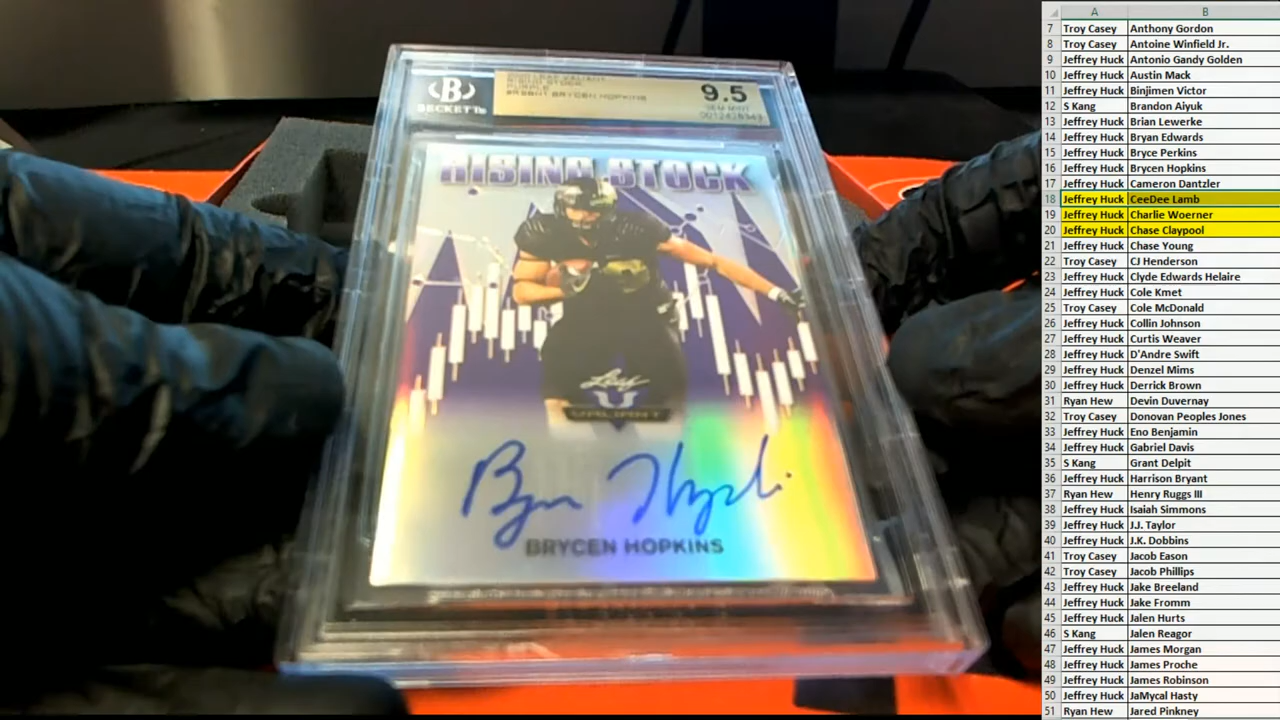 BECKETT
2020 LEAF VALIANT
RISING STOCK
PURPLE
#RSBH1 BRYCEN HOPKINS
9.5
GEM MINT
RISING STOCK
Leaf
VALIANT
BRYCEN HOPKINS
A B
7 Troy Casey Anthony Gordon
8 Troy Casey Antoine Winfield Jr.
9 Jeffrey Huck Antonio Gandy Golden
10 Jeffrey Huck Austin Mack
11 Jeffrey Huck Binjimen Victor
12 S Kang Brandon Aiyuk
13 Jeffrey Huck Brian Lewerke
14 Jeffrey Huck Bryan Edwards
15 Jeffrey Huck Bryce Perkins
16 Jeffrey Huck Brycen Hopkins
17 Jeffrey Huck Cameron Dantzler
18 Jeffrey Huck CeeDee Lamb
19 Jeffrey Huck Charlie Woerner
20 Jeffrey Huck Chase Claypool
21 Jeffrey Huck Chase Young
22 Troy Casey CJ Henderson
23 Jeffrey Huck Clyde Edwards Helaire
24 Jeffrey Huck Cole Kmet
25 Troy Casey Cole McDonald
26 Jeffrey Huck Collin Johnson
27 Jeffrey Huck Curtis Weaver
28 Jeffrey Huck D'Andre Swift
29 Jeffrey Huck Denzel Mims
30 Jeffrey Huck Derrick Brown
31 Ryan Hew Devin Duvernay
32 Troy Casey Donovan Peoples Jones
33 Jeffrey Huck Eno Benjamin
34 Jeffrey Huck Gabriel Davis
35 S Kang Grant Delpit
36 Jeffrey Huck Harrison Bryant
37 Ryan Hew Henry Ruggs III
38 Jeffrey Huck Isaiah Simmons
39 Jeffrey Huck J.J. Taylor
40 Jeffrey Huck J.K. Dobbins
41 Troy Casey Jacob Eason
42 Troy Casey Jacob Phillips
43 Jeffrey Huck Jake Breeland
44 Jeffrey Huck Jake Fromm
45 Jeffrey Huck Jalen Hurts
46 S Kang Jalen Reagor
47 Jeffrey Huck James Morgan
48 Jeffrey Huck James Proche
49 Jeffrey Huck James Robinson
50 Jeffrey Huck JaMycal Hasty
51 Ryan Hew Jared Pinkney